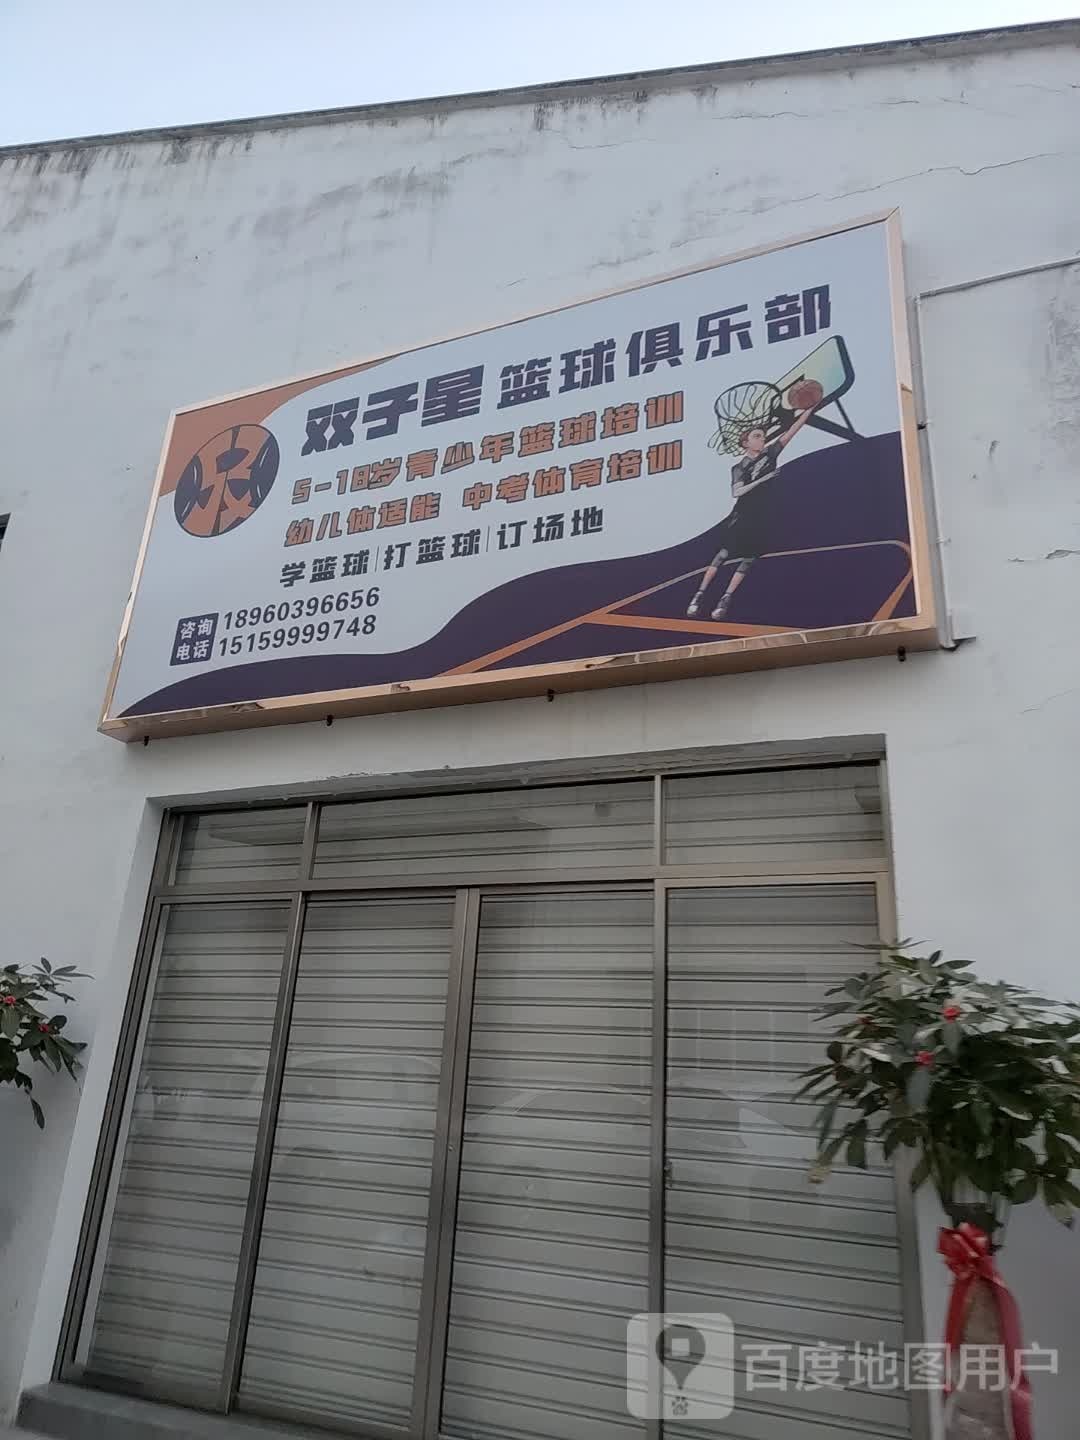 双子星篮球俱乐部
5-18岁青少年篮球培训
幼儿体适能 中考体育培训
学篮球|打篮球|订场地
咨询电话
18960396656
15159999748
百度地图用户